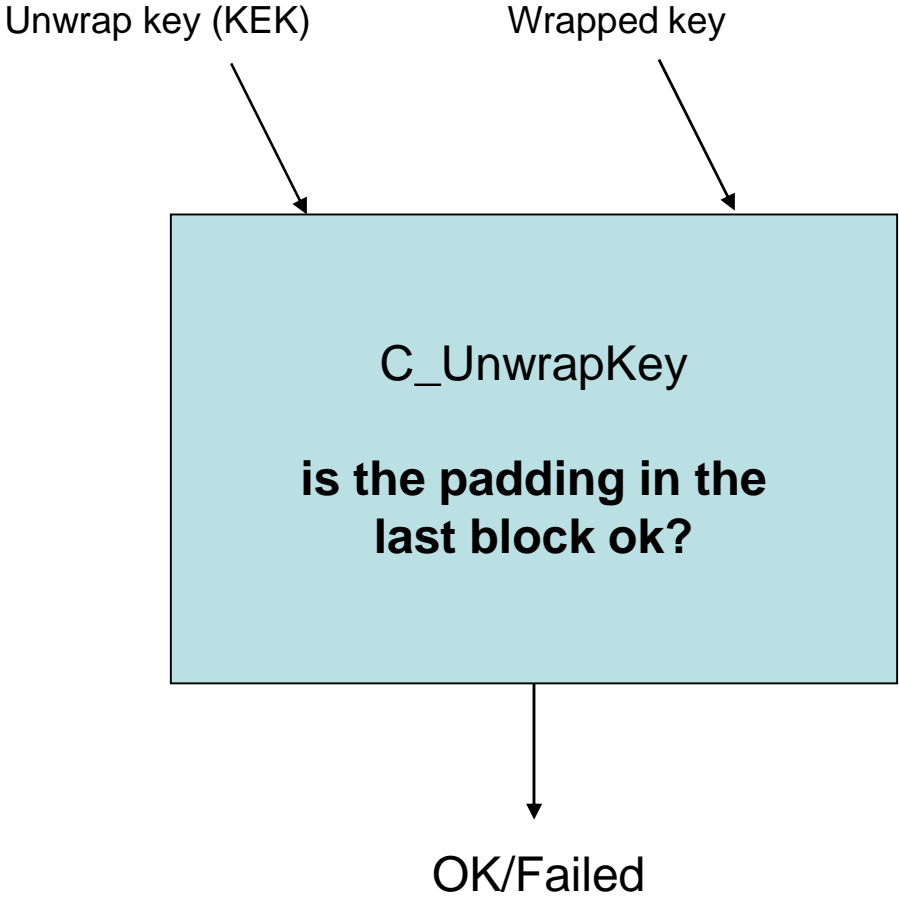 Unwrap key (KEK)
Wrapped key
C_UnwrapKey
is the padding in the
last block ok?
OK/Failed